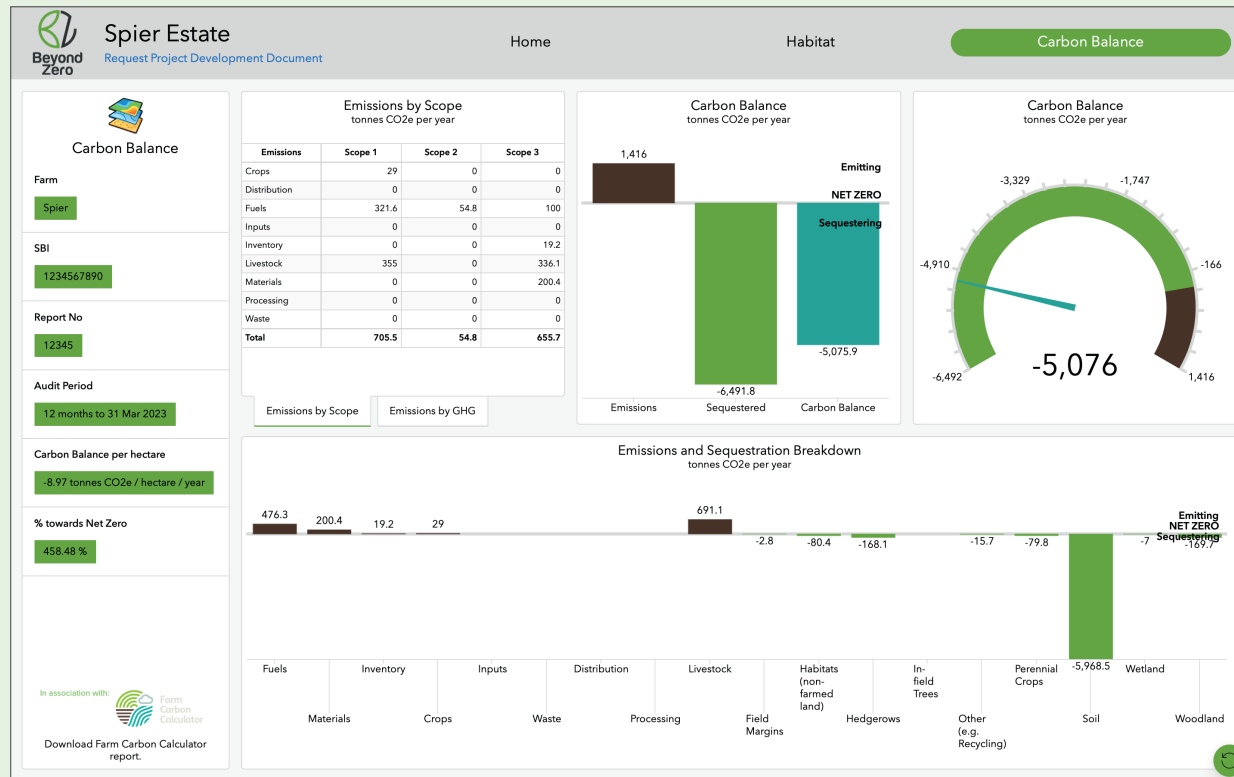 Beyond
Zero
Spier Estate
Request Project Development Document
Home
Habitat
Carbon Balance
Carbon Balance
Farm
Spier
SBI
1234567890
Report No
12345
Audit Period
12 months to 31 Mar 2023
Carbon Balance per hectare
-8.97 tonnes CO2e / hectare / year
% towards Net Zero
458.48 %
In association with:
Farm
Carbon
Calculator
Download Farm Carbon Calculator
report.
Emissions by Scope
tonnes CO2e per year
Emissions Scope 1 Scope 2 Scope 3
Crops 29 0 0
Distribution 0 0 0
Fuels 321.6 54.8 100
Inputs 0 0 0
Inventory 0 0 19.2
Livestock 355 0 336.1
Materials 0 0 200.4
Processing 0 0 0
Waste 0 0 0
Total 705.5 54.8 655.7
Emissions by Scope
Emissions by GHG
Carbon Balance
tonnes CO2e per year
1,416
Emitting
NET ZERO
Sequestering
-5,075.9
-6,491.8
Emissions Sequestered Carbon Balance
Carbon Balance
tonnes CO2e per year
-3,329 -1,747
-4,910 -166
-5,076
-6,492 1,416
Emissions and Sequestration Breakdown
tonnes CO2e per year
476.3 200.4 19.2 29 691.1
Emitting
NET ZERO
Sequestering
-2.8 -80.4 -168.1 -15.7 -79.8 -7 -169.7
-5,968.5
Fuels Inventory Inputs Distribution Livestock
Habitats
(non-
farmed
land)
In-
field
Trees
Perennial
Crops
Wetland
Materials Crops Waste Processing
Field
Margins
Hedgerows
Other
(e.g.
Recycling)
Soil
Woodland